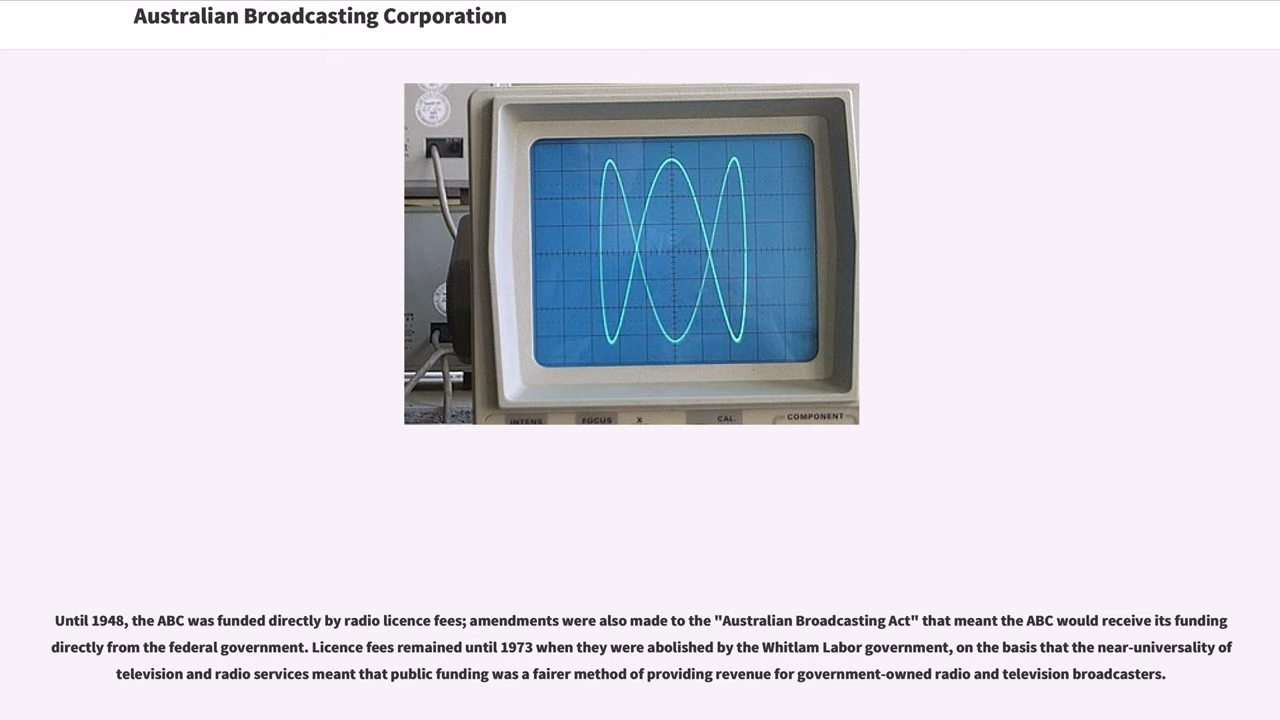 Australian Broadcasting Corporation
INTENS
FOCUS
X
CAL.
COMPONENT
Until 1948, the ABC was funded directly by radio licence fees; amendments were also made to the "Australian Broadcasting Act" that meant the ABC would receive its funding
directly from the federal government. Licence fees remained until 1973 when they were abolished by the Whitlam Labor government, on the basis that the near-universality of
television and radio services meant that public funding was a fairer method of providing revenue for government-owned radio and television broadcasters.